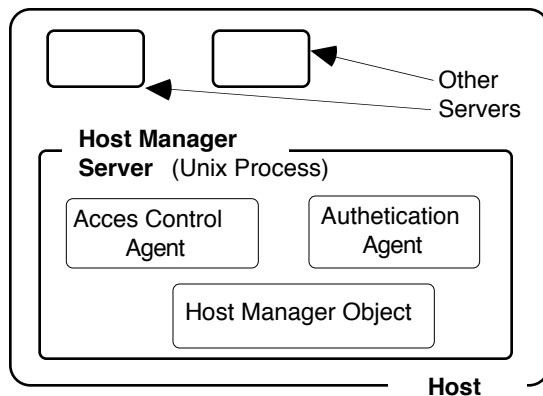 Other
Servers
Host Manager
Server (Unix Process)
Acces Control
Agent
Authetication
Agent
Host Manager Object
Host